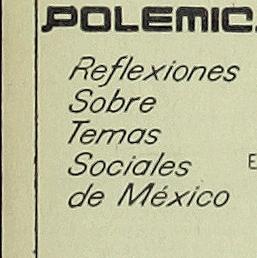 POLEMIC
Reflexiones
Sobre
Temas
Sociales
de México
E